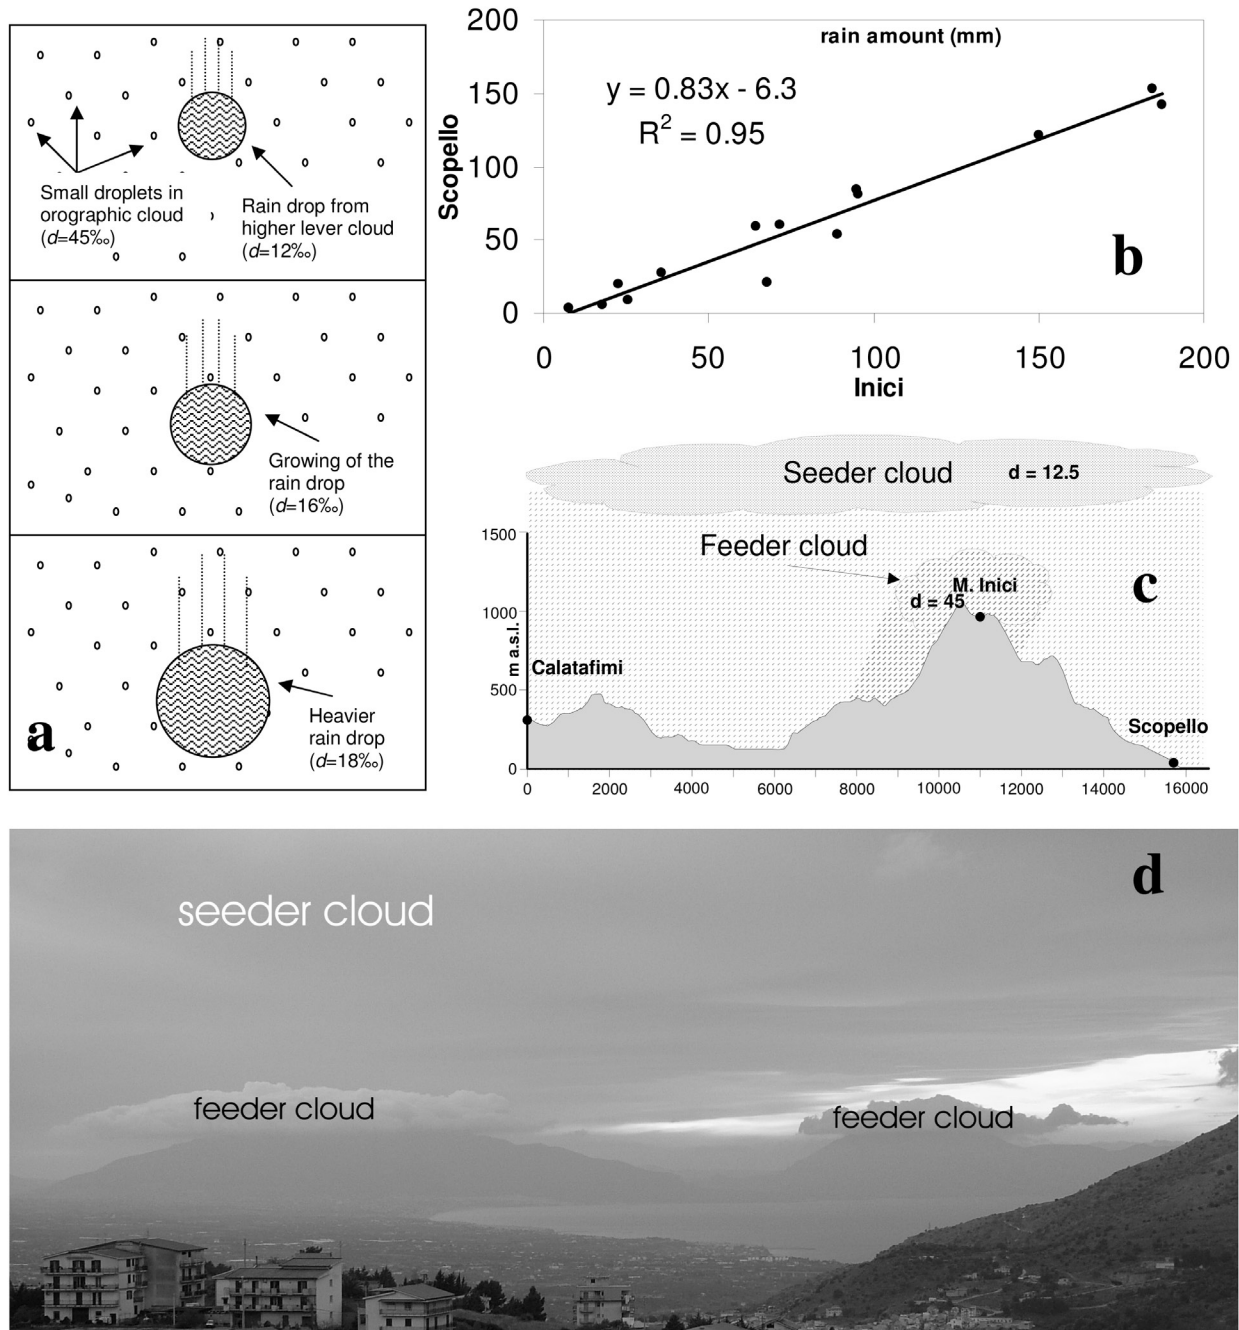 Small droplets in
orographic cloud
(d=45‰)
Rain drop from
higher lever cloud
(d=12‰)
Growing of the
rain drop
(d=16‰)
Heavier
rain drop
(d=18‰)
a
200
150
100
50
0
Scopello
rain amount (mm)
y = 0.83x - 6.3
R² = 0.95
b
0 50 100 150 200
Inici
Seeder cloud d = 12.5
Feeder cloud
M. Inici
d = 45
c
1500
1000
500
0
m a.s.l.
Calatafimi
Scopello
0 2000 4000 6000 8000 10000 12000 14000 16000
d
seeder cloud
feeder cloud
feeder cloud